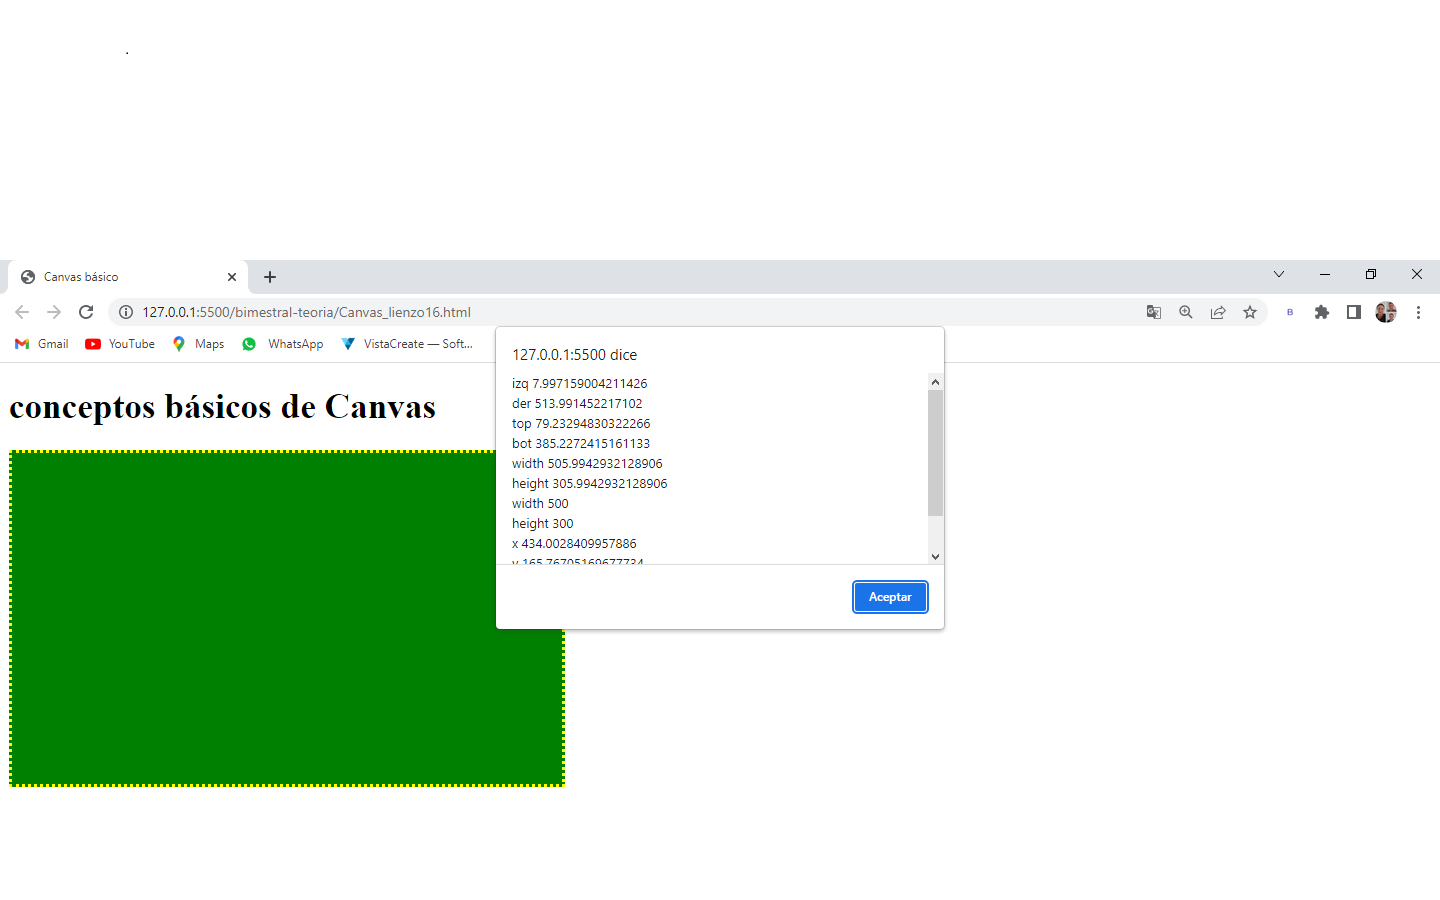 .
Canvas básico
127.0.0.1:5500/bimestral-teoria/Canvas_lienzo16.html
B
Gmail
YouTube
Maps
WhatsApp
VistaCreate — Soft...
127.0.0.1:5500 dice
izq 7.997159004211426
der 513.991452217102
top 79.23294830322266
bot 385.2272415161133
width 505.9942932128906
height 305.9942932128906
width 500
height 300
x 434.0028409957886
y 165.76705169677734
Aceptar
conceptos básicos de Canvas